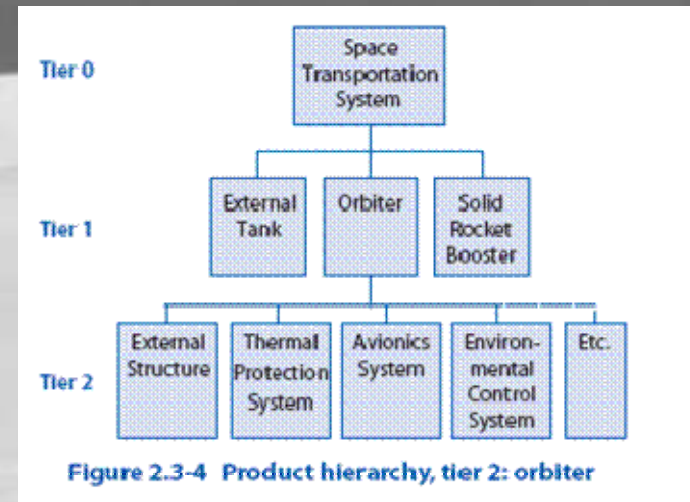 Tier 0
Space
Transportation
System
Tier 1
External
Tank
Orbiter
Solid
Rocket
Booster
Tier 2
External
Structure
Thermal
Protection
System
Avionics
System
Environ-
mental
Control
System
Etc.
Figure 2.3-4 Product hierarchy, tier 2: orbiter